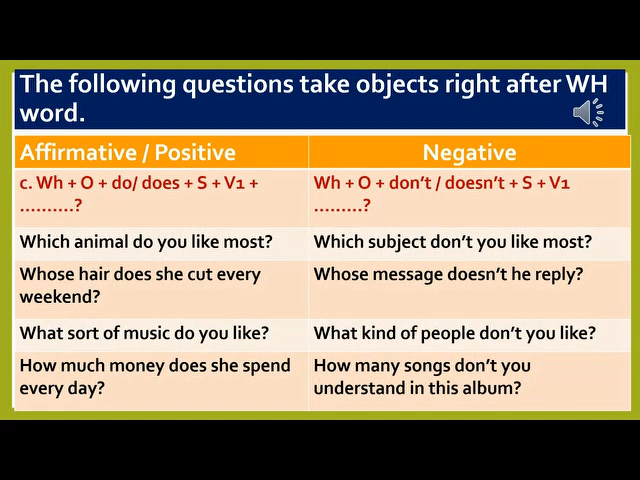 The following questions take objects right after WH
word.
Affirmative / Positive
Negative
c. Wh + O + do/ does + S + V1 +
……….?
Wh + O + don’t / doesn’t + S + V1
………?
Which animal do you like most?
Which subject don’t you like most?
Whose hair does she cut every
weekend?
Whose message doesn’t he reply?
What sort of music do you like?
What kind of people don’t you like?
How much money does she spend
every day?
How many songs don’t you
understand in this album?